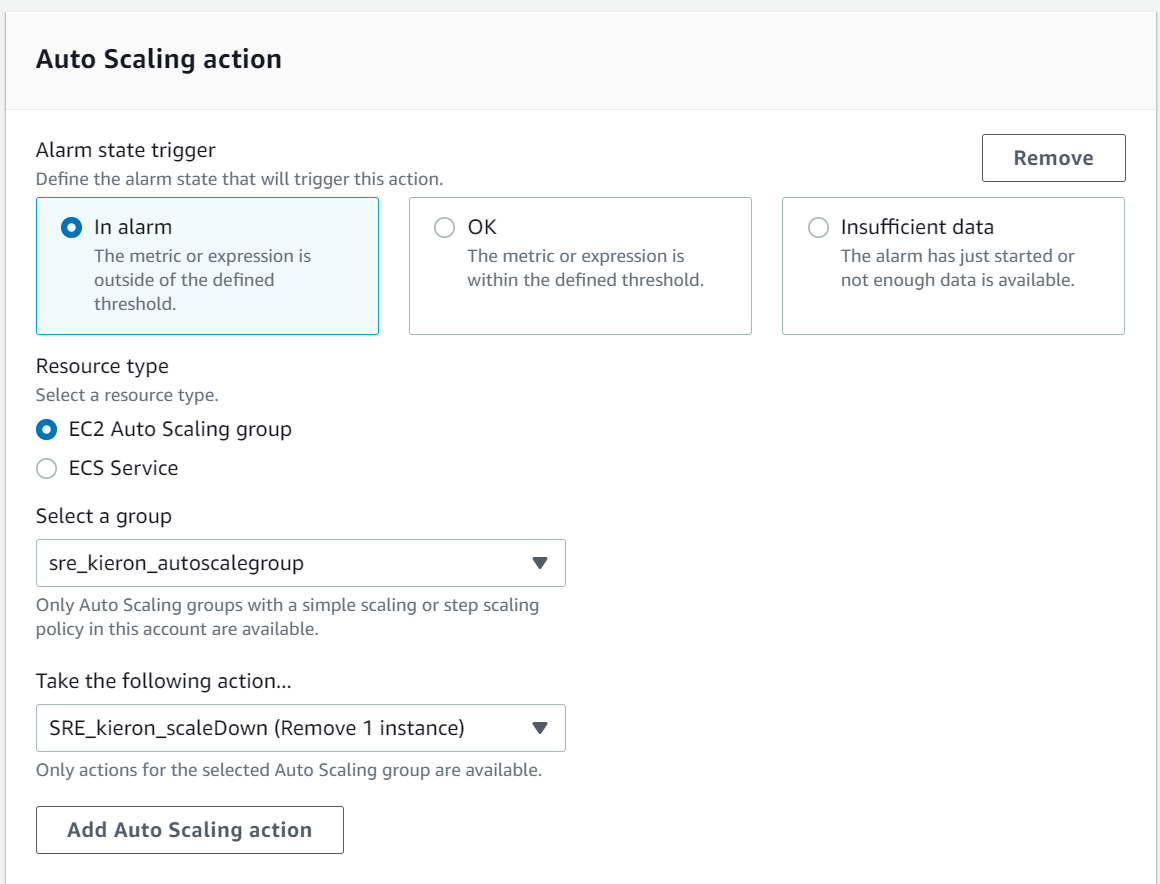 Auto Scaling action
Alarm state trigger
Define the alarm state that will trigger this action.
Remove
In alarm
The metric or expression is
outside of the defined
threshold.
OK
The metric or expression is
within the defined threshold.
Insufficient data
The alarm has just started or
not enough data is available.
Resource type
Select a resource type.
EC2 Auto Scaling group
ECS Service
Select a group
sre_kieron_autoscalegroup
Only Auto Scaling groups with a simple scaling or step scaling
policy in this account are available.
Take the following action...
SRE_kieron_scaleDown (Remove 1 instance)
Only actions for the selected Auto Scaling group are available.
Add Auto Scaling action